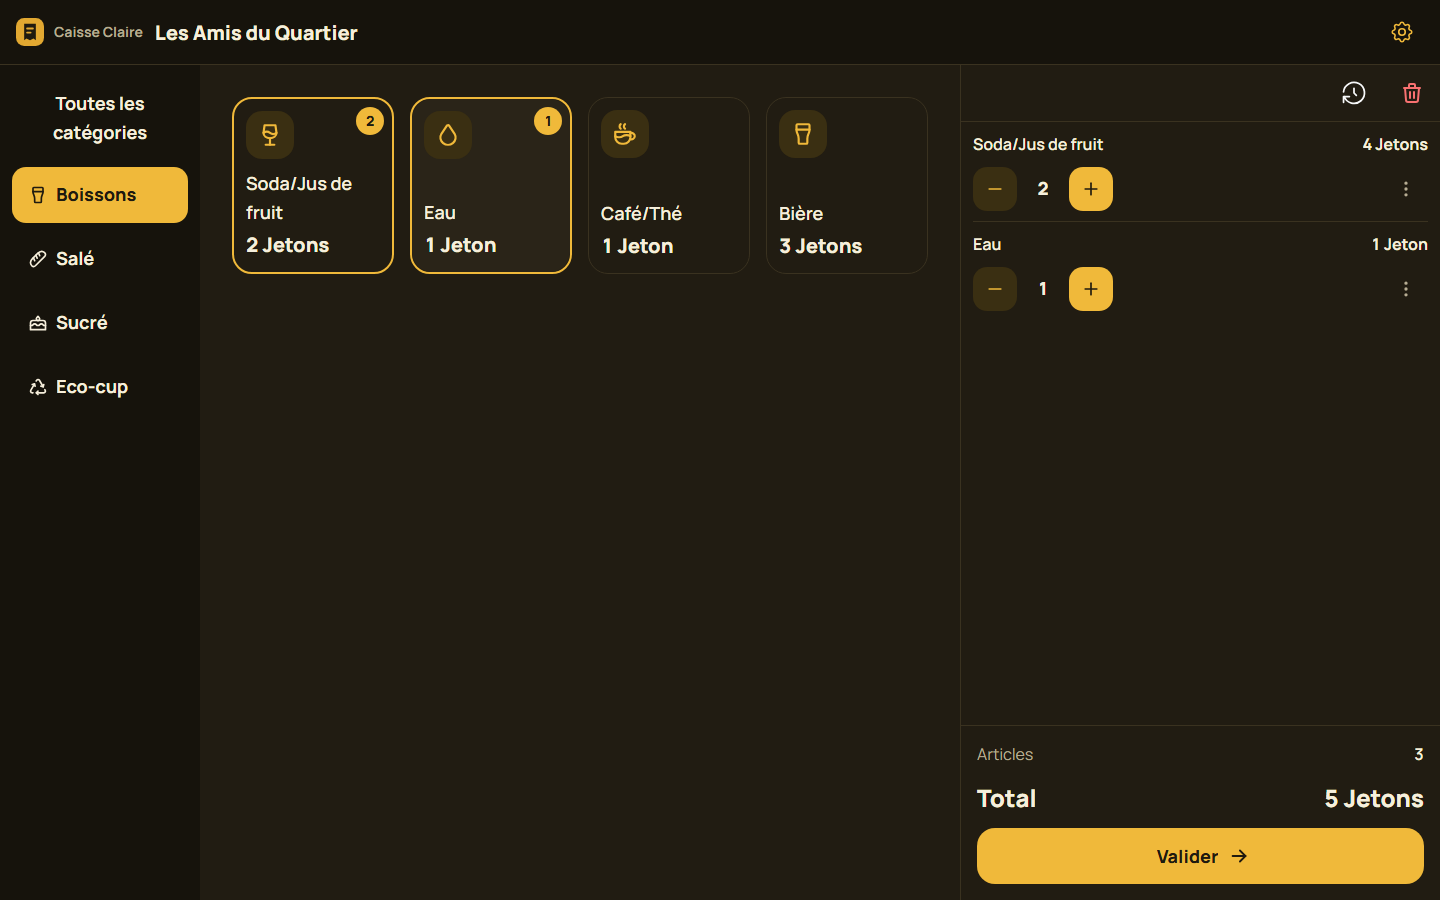 Caisse Claire
Les Amis du Quartier
Toutes les
catégories
Boissons
Salé
Sucré
Eco-cup
2
Soda/Jus de
fruit
2 Jetons
1
Eau
1 Jeton
Café/Thé
1 Jeton
Bière
3 Jetons
Soda/Jus de fruit 4 Jetons
2
Eau 1 Jeton
1
Articles 3
Total 5 Jetons
Valider